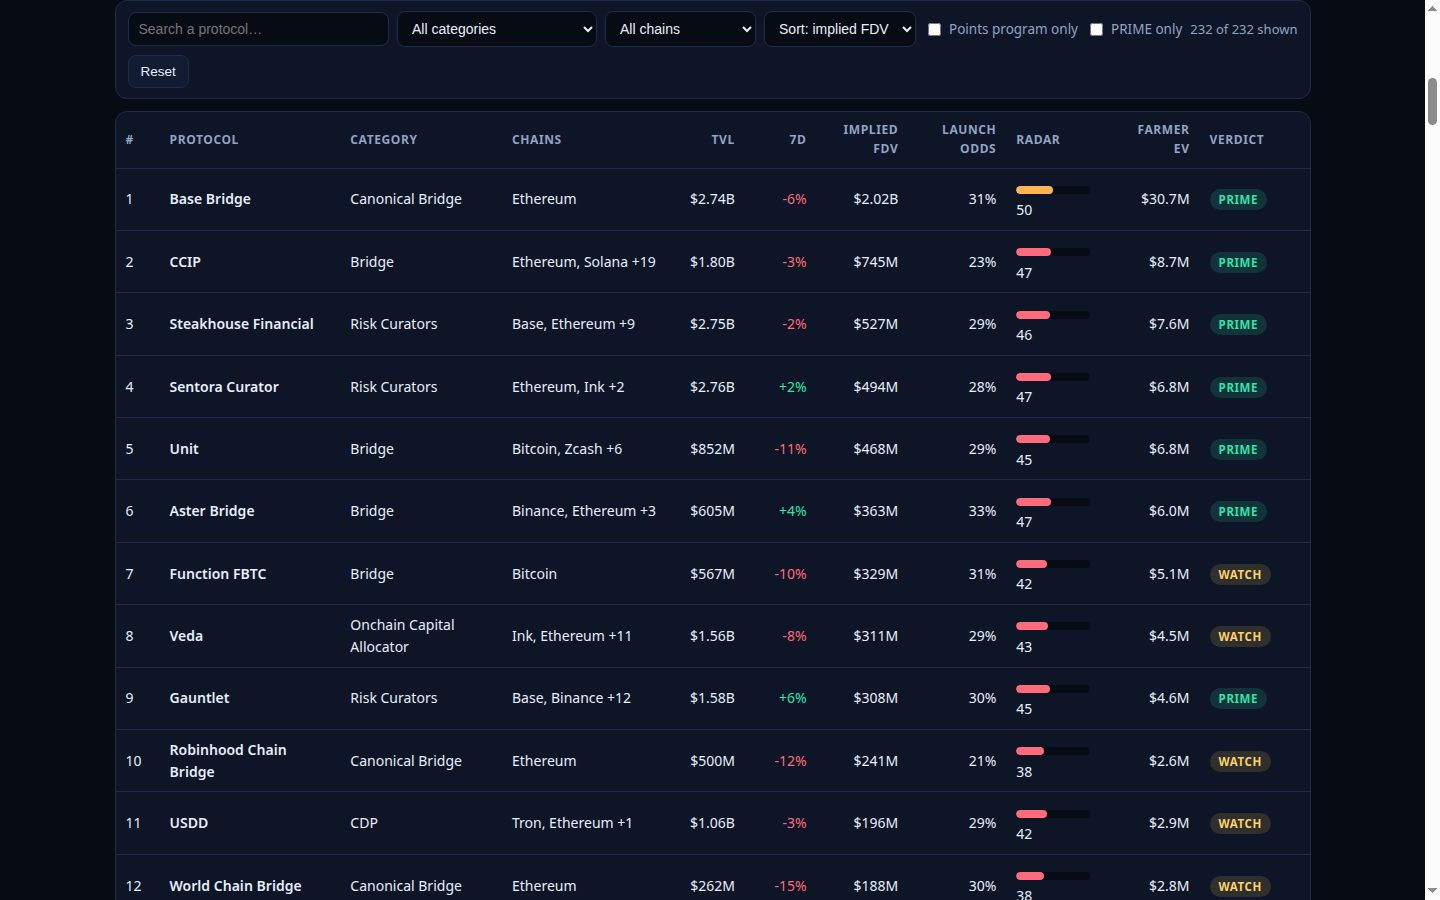 Search a protocol… All categories All chains Sort: implied FDV Points program only PRIME only 232 of 232 shown
Reset
# PROTOCOL CATEGORY CHAINS TVL 7D IMPLIED FDV LAUNCH ODDS RADAR FARMER EV VERDICT
1 Base Bridge Canonical Bridge Ethereum $2.74B -6% $2.02B 31% 50 $30.7M PRIME
2 CCIP Bridge Ethereum, Solana +19 $1.80B -3% $745M 23% 47 $8.7M PRIME
3 Steakhouse Financial Risk Curators Base, Ethereum +9 $2.75B -2% $527M 29% 46 $7.6M PRIME
4 Sentora Curator Risk Curators Ethereum, Ink +2 $2.76B +2% $494M 28% 47 $6.8M PRIME
5 Unit Bridge Bitcoin, Zcash +6 $852M -11% $468M 29% 45 $6.8M PRIME
6 Aster Bridge Bridge Binance, Ethereum +3 $605M +4% $363M 33% 47 $6.0M PRIME
7 Function FBTC Bridge Bitcoin $567M -10% $329M 31% 42 $5.1M WATCH
8 Veda Onchain Capital Allocator Ink, Ethereum +11 $1.56B -8% $311M 29% 43 $4.5M WATCH
9 Gauntlet Risk Curators Base, Binance +12 $1.58B +6% $308M 30% 45 $4.6M PRIME
10 Robinhood Chain Bridge Canonical Bridge Ethereum $500M -12% $241M 21% 38 $2.6M WATCH
11 USDD CDP Tron, Ethereum +1 $1.06B -3% $196M 29% 42 $2.9M WATCH
12 World Chain Bridge Canonical Bridge Ethereum $262M -15% $188M 30% 38 $2.8M WATCH